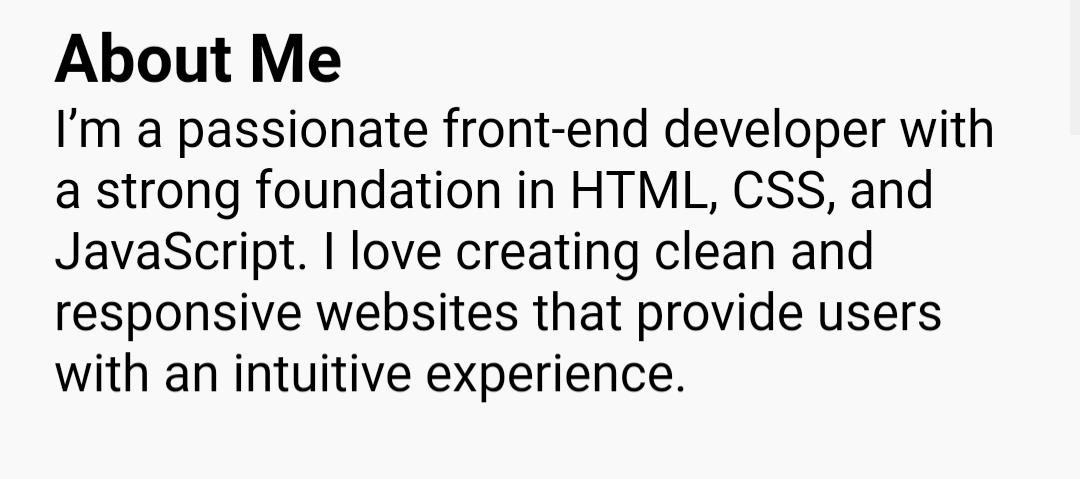 About Me
I’m a passionate front-end developer with
a strong foundation in HTML, CSS, and
JavaScript. I love creating clean and
responsive websites that provide users
with an intuitive experience.